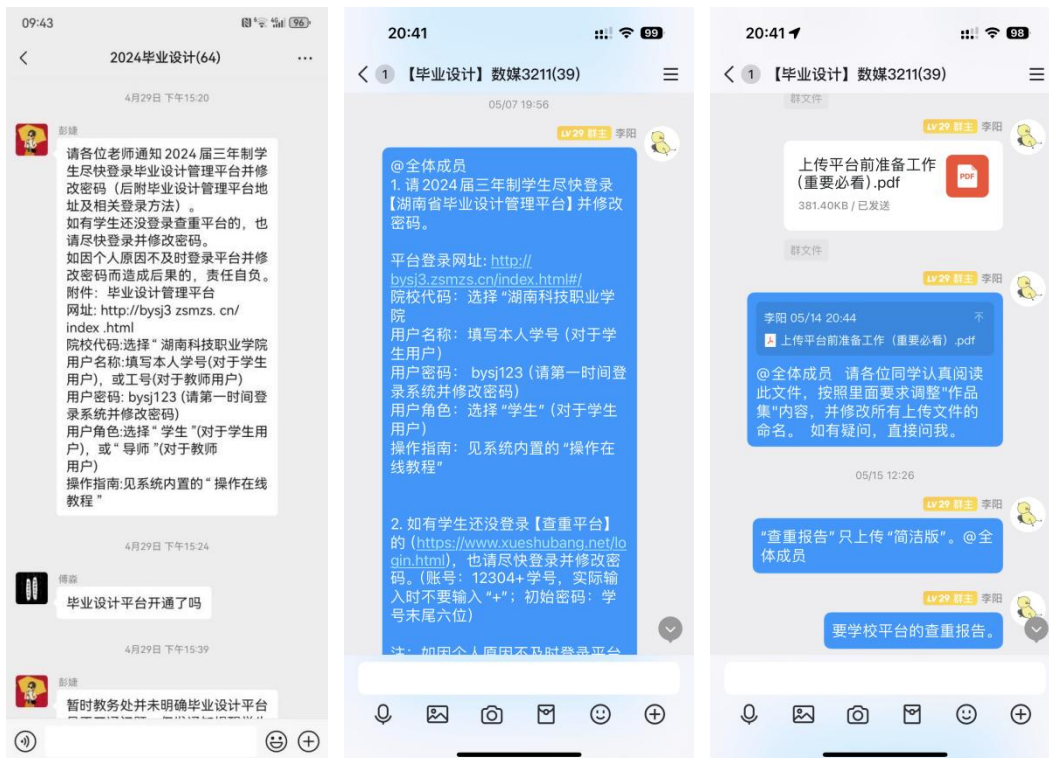 09:43
96
2024毕业设计(64)
4月29日 下午15:20
彭婕
请各位老师通知 2024 届三年制学
生尽快登录毕业设计管理平台并修
改密码（后附毕业设计管理平台地
址及相关登录方法）。
如有学生还没登录查重平台的，也
请尽快登录并修改密码。
如因个人原因不及时登录平台并修
改密码而造成后果的，责任自负。
附件：毕业设计管理平台
网址: http://bysj3 zsmzs. cn/
index .html
院校代码:选择“ 湖南科技职业学院
用户名称:填写本人学号(对于学生
用户)，或工号(对于教师用户)
用户密码: bysj123 (请第一时间登
录系统并修改密码)
用户角色:选择“ 学生 ”(对于学生用
户)，或“ 导师 ”(对于教师
用户)
操作指南:见系统内置的“ 操作在线
教程 ”
4月29日 下午15:24
傅淼
毕业设计平台开通了吗
4月29日 下午15:39
彭婕
暂时教务处并未明确毕业设计平台
20:41
99
1
【毕业设计】数媒3211(39)
05/07 19:56
LV29 群主 李阳
@全体成员
1. 请 2024 届三年制学生尽快登录
【湖南省毕业设计管理平台】并修改
密码。
平台登录网址: http://
bysj3.zsmzs.cn/index.html#/
院校代码：选择 “湖南科技职业学
院
用户名称：填写本人学号 (对于学
生用户)
用户密码： bysj123 (请第一时间登
录系统并修改密码)
用户角色：选择 “学生” (对于学生
用户)
操作指南：见系统内置的 “操作在
线教程”
2. 如有学生还没登录【查重平台】
的 (https://www.xueshubang.net/lo
gin.html)，也请尽快登录并修改密
码。(账号：12304+学号，实际输
入时不要输入 “+”；初始密码：学
号末尾六位)
注：如因个人原因不及时登录平台
20:41
98
1
【毕业设计】数媒3211(39)
群文件
LV29 群主 李阳
上传平台前准备工作
(重要必看).pdf
PDF
381.40KB / 已发送
群文件
LV29 群主 李阳
李阳 05/14 20:44
上传平台前准备工作（重要必看）.pdf
@全体成员 请各位同学认真阅读
此文件，按照里面要求调整"作品
集"内容，并修改所有上传文件的
命名。 如有疑问，直接问我。
05/15 12:26
LV29 群主 李阳
“查重报告” 只上传 “简洁版”。@全
体成员
LV29 群主 李阳
要学校平台的查重报告。